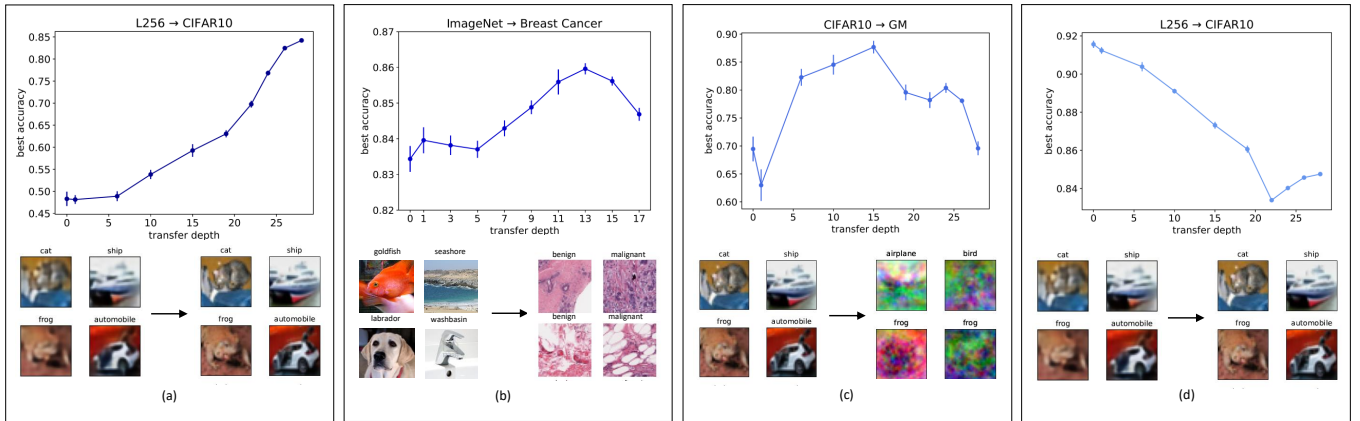 L256 → CIFAR10
best accuracy
0.85
0.80
0.75
0.70
0.65
0.60
0.55
0.50
0.45
0 5 10 15 20 25
transfer depth
cat ship cat ship
frog automobile frog automobile
(a)
ImageNet → Breast Cancer
best accuracy
0.87
0.86
0.85
0.84
0.83
0.82
0 1 3 5 7 9 11 13 15 17
transfer depth
goldfish seashore benign malignant
labrador washbasin benign malignant
(b)
CIFAR10 → GM
best accuracy
0.90
0.85
0.80
0.75
0.70
0.65
0.60
0 5 10 15 20 25
transfer depth
cat ship airplane bird
frog automobile frog frog
(c)
L256 → CIFAR10
best accuracy
0.92
0.90
0.88
0.86
0.84
0 5 10 15 20 25
transfer depth
cat ship cat ship
frog automobile frog automobile
(d)